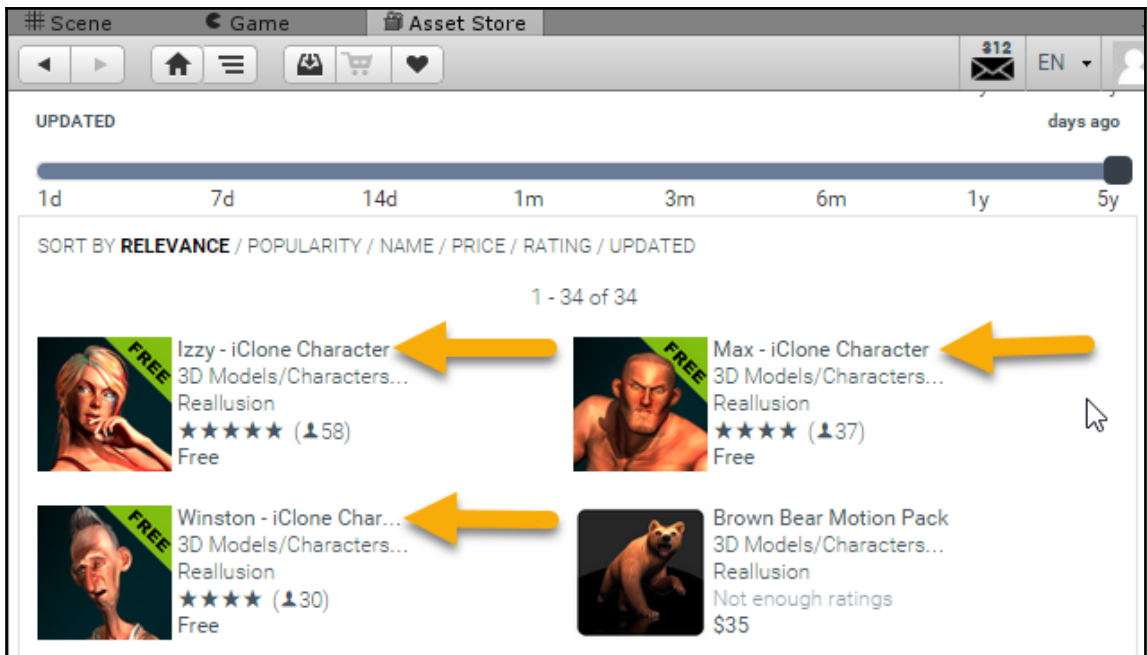 Scene Game Asset Store
312
EN
UPDATED days ago
1d 7d 14d 1m 3m 6m 1y 5y
SORT BY RELEVANCE / POPULARITY / NAME / PRICE / RATING / UPDATED
1 - 34 of 34
FREE
Izzy - iClone Character
3D Models/Characters...
Reallusion
★★★★★ (58)
Free
FREE
Max - iClone Character
3D Models/Characters...
Reallusion
★★★★ (37)
Free
FREE
Winston - iClone Char...
3D Models/Characters...
Reallusion
★★★★ (30)
Free
Brown Bear Motion Pack
3D Models/Characters...
Reallusion
Not enough ratings
$35